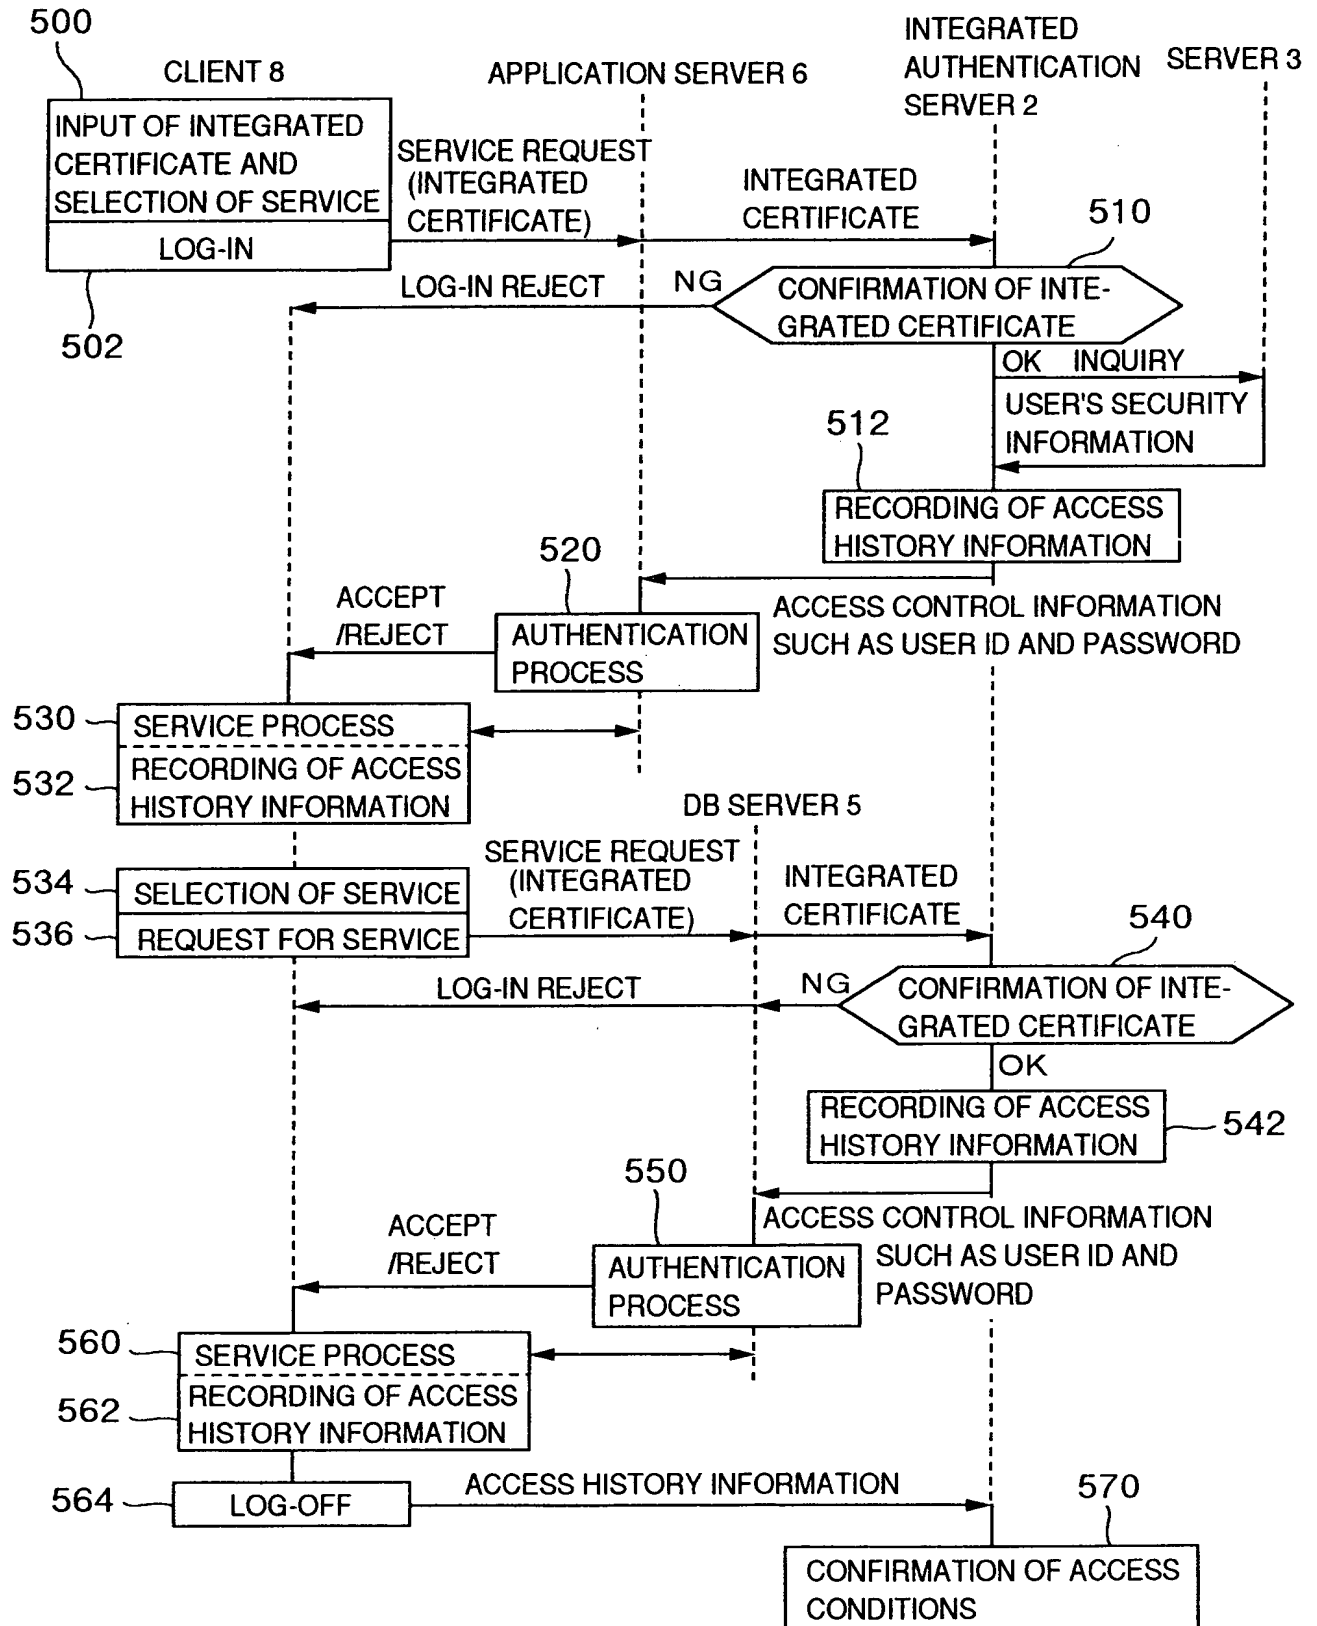 500
CLIENT 8
APPLICATION SERVER 6
INTEGRATED
AUTHENTICATION
SERVER 2
SERVER 3
INPUT OF INTEGRATED
CERTIFICATE AND
SELECTION OF SERVICE
LOG-IN
502
SERVICE REQUEST
(INTEGRATED
CERTIFICATE)
INTEGRATED
CERTIFICATE
510
LOG-IN REJECT
NG
CONFIRMATION OF INTE-
GRATED CERTIFICATE
OK INQUIRY
USER'S SECURITY
INFORMATION
512
RECORDING OF ACCESS
HISTORY INFORMATION
520
ACCEPT
/REJECT
AUTHENTICATION
PROCESS
ACCESS CONTROL INFORMATION
SUCH AS USER ID AND PASSWORD
530
SERVICE PROCESS
532
RECORDING OF ACCESS
HISTORY INFORMATION
DB SERVER 5
534
SELECTION OF SERVICE
536
REQUEST FOR SERVICE
SERVICE REQUEST
(INTEGRATED
CERTIFICATE)
INTEGRATED
CERTIFICATE
540
LOG-IN REJECT
NG
CONFIRMATION OF INTE-
GRATED CERTIFICATE
OK
RECORDING OF ACCESS
HISTORY INFORMATION
542
550
ACCEPT
/REJECT
AUTHENTICATION
PROCESS
ACCESS CONTROL INFORMATION
SUCH AS USER ID AND
PASSWORD
560
SERVICE PROCESS
562
RECORDING OF ACCESS
HISTORY INFORMATION
564
LOG-OFF
ACCESS HISTORY INFORMATION
570
CONFIRMATION OF ACCESS
CONDITIONS